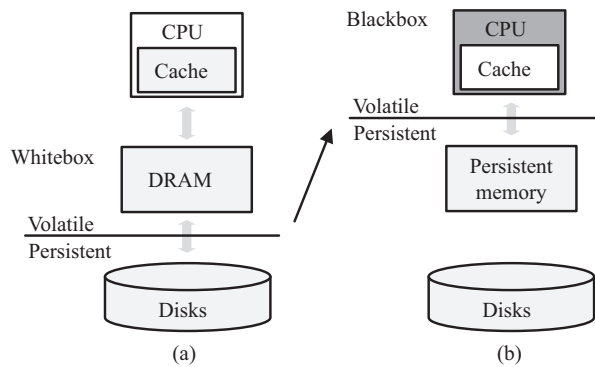 CPU
Cache
Whitebox
DRAM
Volatile
Persistent
Disks
(a)
Blackbox
CPU
Cache
Volatile
Persistent
Persistent
memory
Disks
(b)